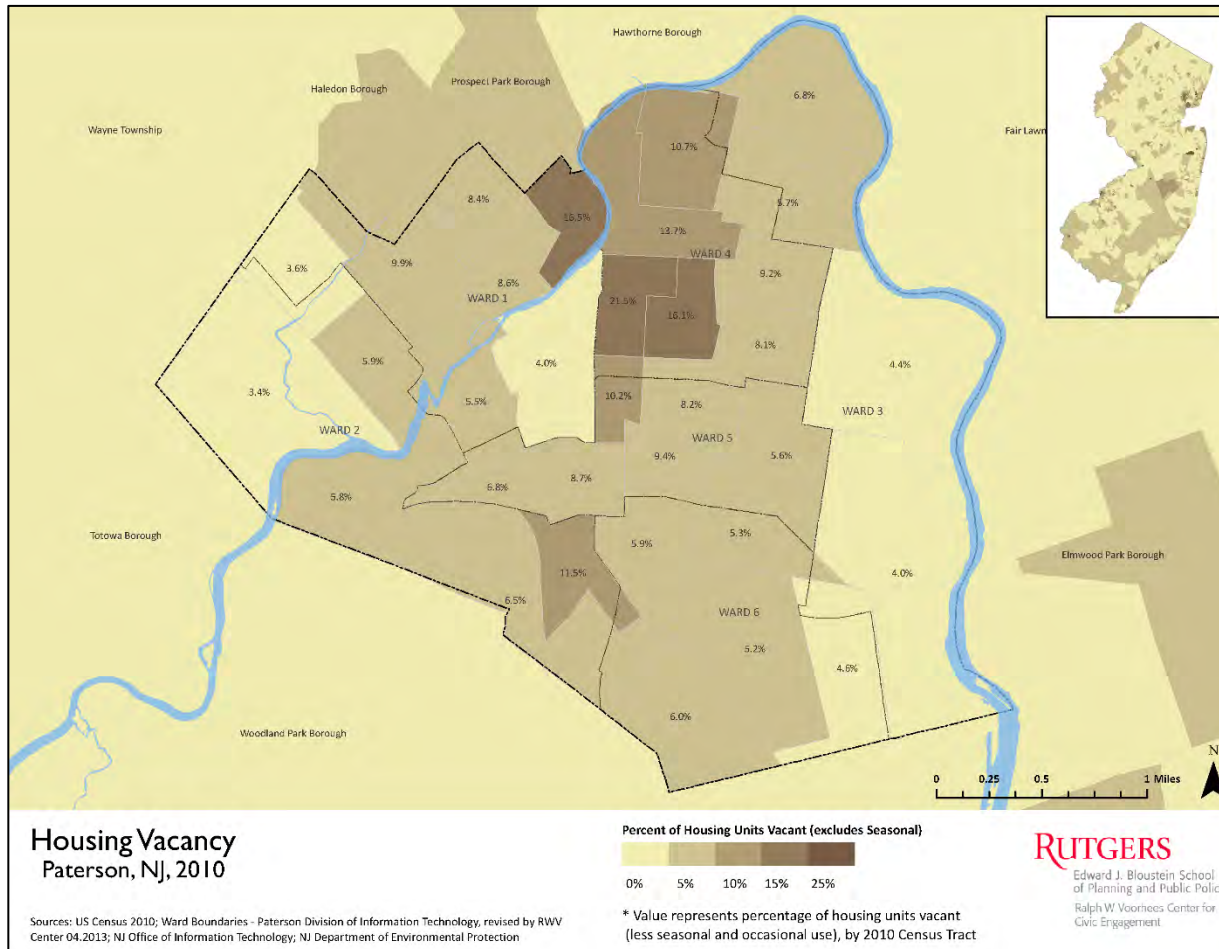 Hawthorne Borough
Prospect Park Borough
Haledon Borough
Wayne Township
Fair Lawn
6.8%
10.7%
8.4%
5.7%
13.7%
WARD 4
9.9%
3.6%
8.6%
9.2%
WARD 1
21.5%
16.1%
8.1%
5.9%
4.0%
4.4%
3.4%
5.5%
10.2%
8.2%
WARD 3
WARD 2
WARD 5
9.4%
5.6%
8.7%
6.8%
5.8%
5.3%
Totowa Borough
5.9%
Elmwood Park Borough
11.5%
4.0%
6.5%
WARD 6
5.2%
4.6%
6.0%
Woodland Park Borough
N
0 0.25 0.5 1 Miles
Housing Vacancy
Paterson, NJ, 2010
Sources: US Census 2010; Ward Boundaries - Paterson Division of Information Technology, revised by RWV
Center 04.2013; NJ Office of Information Technology; NJ Department of Environmental Protection
Percent of Housing Units Vacant (excludes Seasonal)
0% 5% 10% 15% 25%
* Value represents percentage of housing units vacant
(less seasonal and occasional use), by 2010 Census Tract
RUTGERS
Edward J. Bloustein School
of Planning and Public Polic
Ralph W Voorhees Center for
Civic Engagement